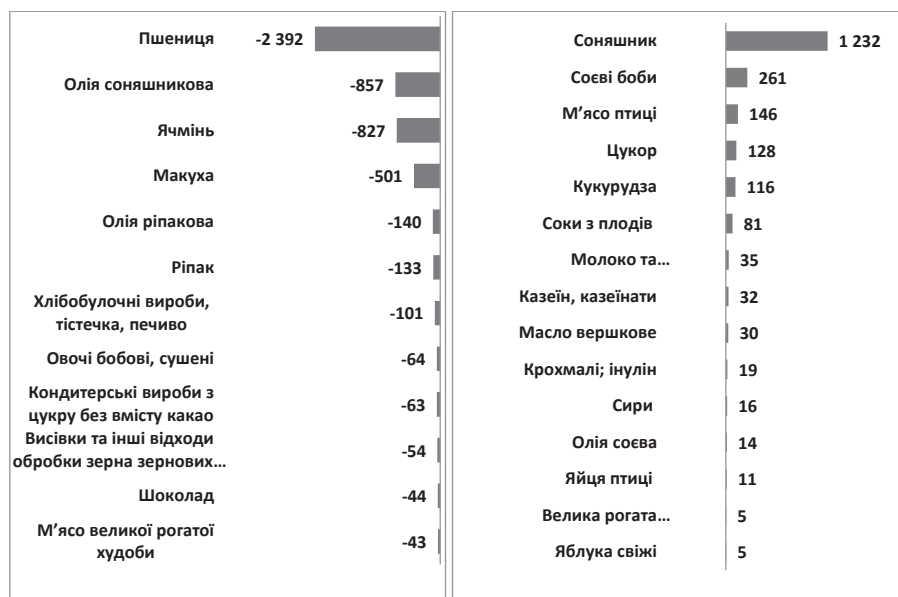 Пшениця -2 392
Олія соняшникова -857
Ячмінь -827
Макуха -501
Олія ріпакова -140
Ріпак -133
Хлібобулочні вироби,
тістечка, печиво -101
Овочі бобові, сушені -64
Кондитерські вироби з
цукру без вмісту какао -63
Висівки та інші відходи
обробки зерна зернових… -54
Шоколад -44
М’ясо великої рогатої
худоби -43
Соняшник 1 232
Соєві боби 261
М’ясо птиці 146
Цукор 128
Кукурудза 116
Соки з плодів 81
Молоко та… 35
Казеїн, казеїнати 32
Масло вершкове 30
Крохмалі; інулін 19
Сири 16
Олія соєва 14
Яйця птиці 11
Велика рогата… 5
Яблука свіжі 5